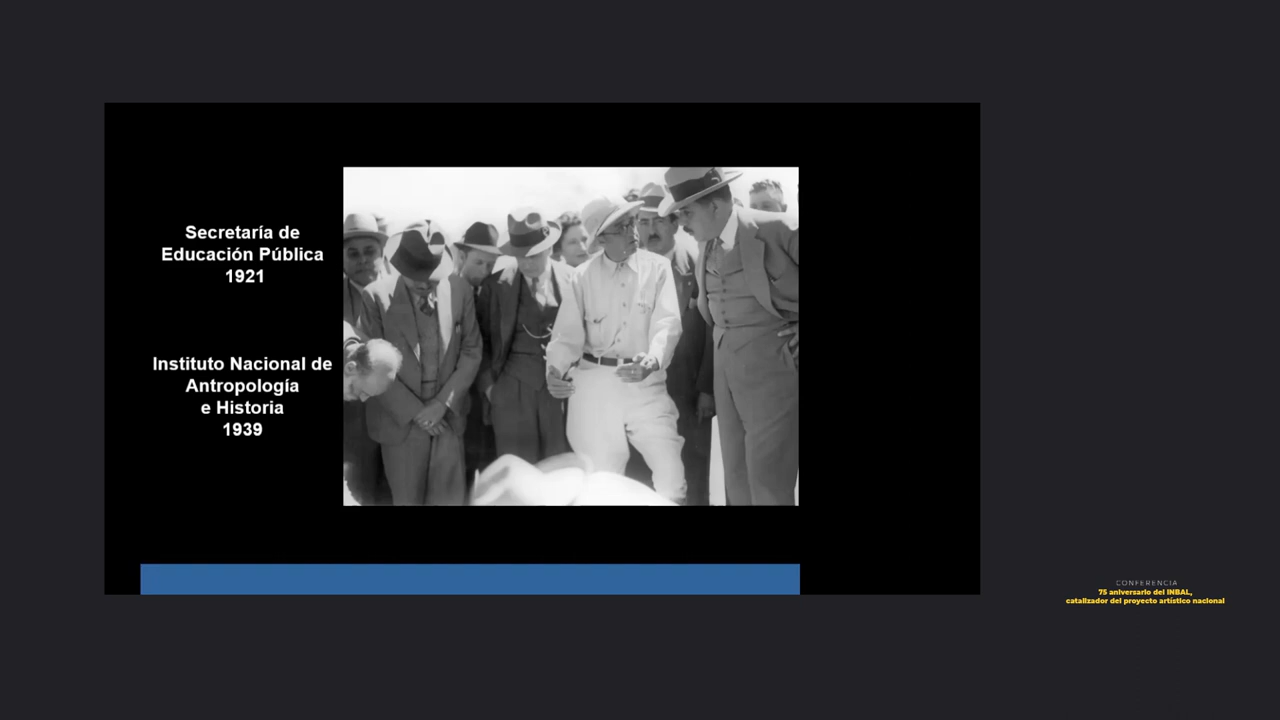 Secretaría de
Educación Pública
1921
Instituto Nacional de
Antropología
e Historia
1939
CONFERENCIA
75 aniversario del INBAL,
catalizador del proyecto artístico nacional